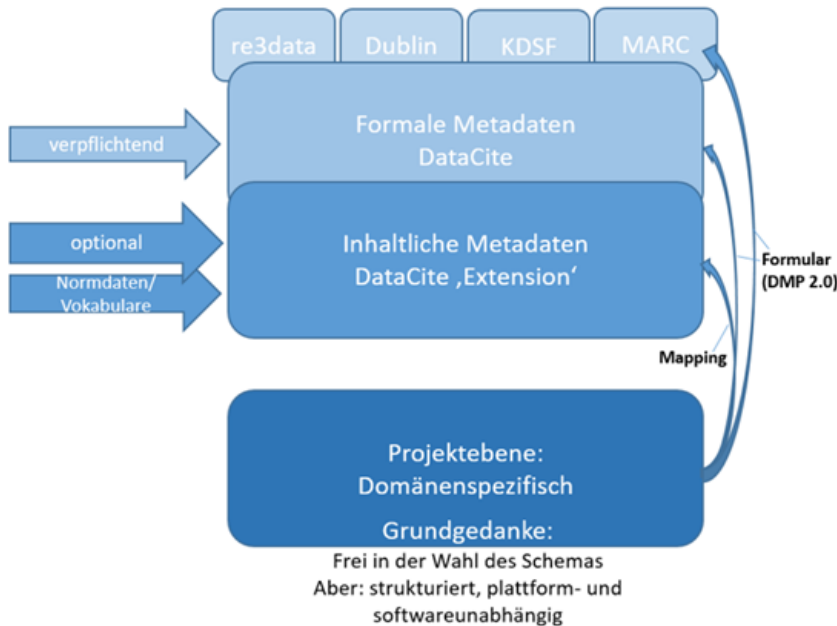 re3data
Dublin
KDSF
MARC
Formale Metadaten
DataCite
verpflichtend
Inhaltliche Metadaten
DataCite ‚Extension‘
optional
Normdaten/
Vokabulare
Formular
(DMP 2.0)
Mapping
Projektebene:
Domänenspezifisch
Grundgedanke:
Frei in der Wahl des Schemas
Aber: strukturiert, plattform- und
softwareunabhängig